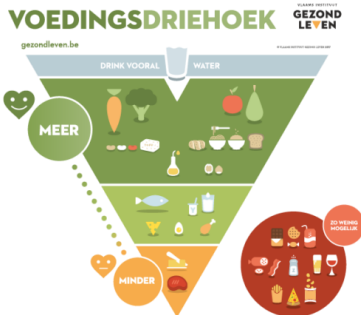 VOEDINGSDRIEHOEK
VLAAMS INSTITUUT
GEZOND
LEVEN
gezondleven.be
DRINK VOORAL WATER
MEER
ZO WEINIG
MOGELIJK
MINDER